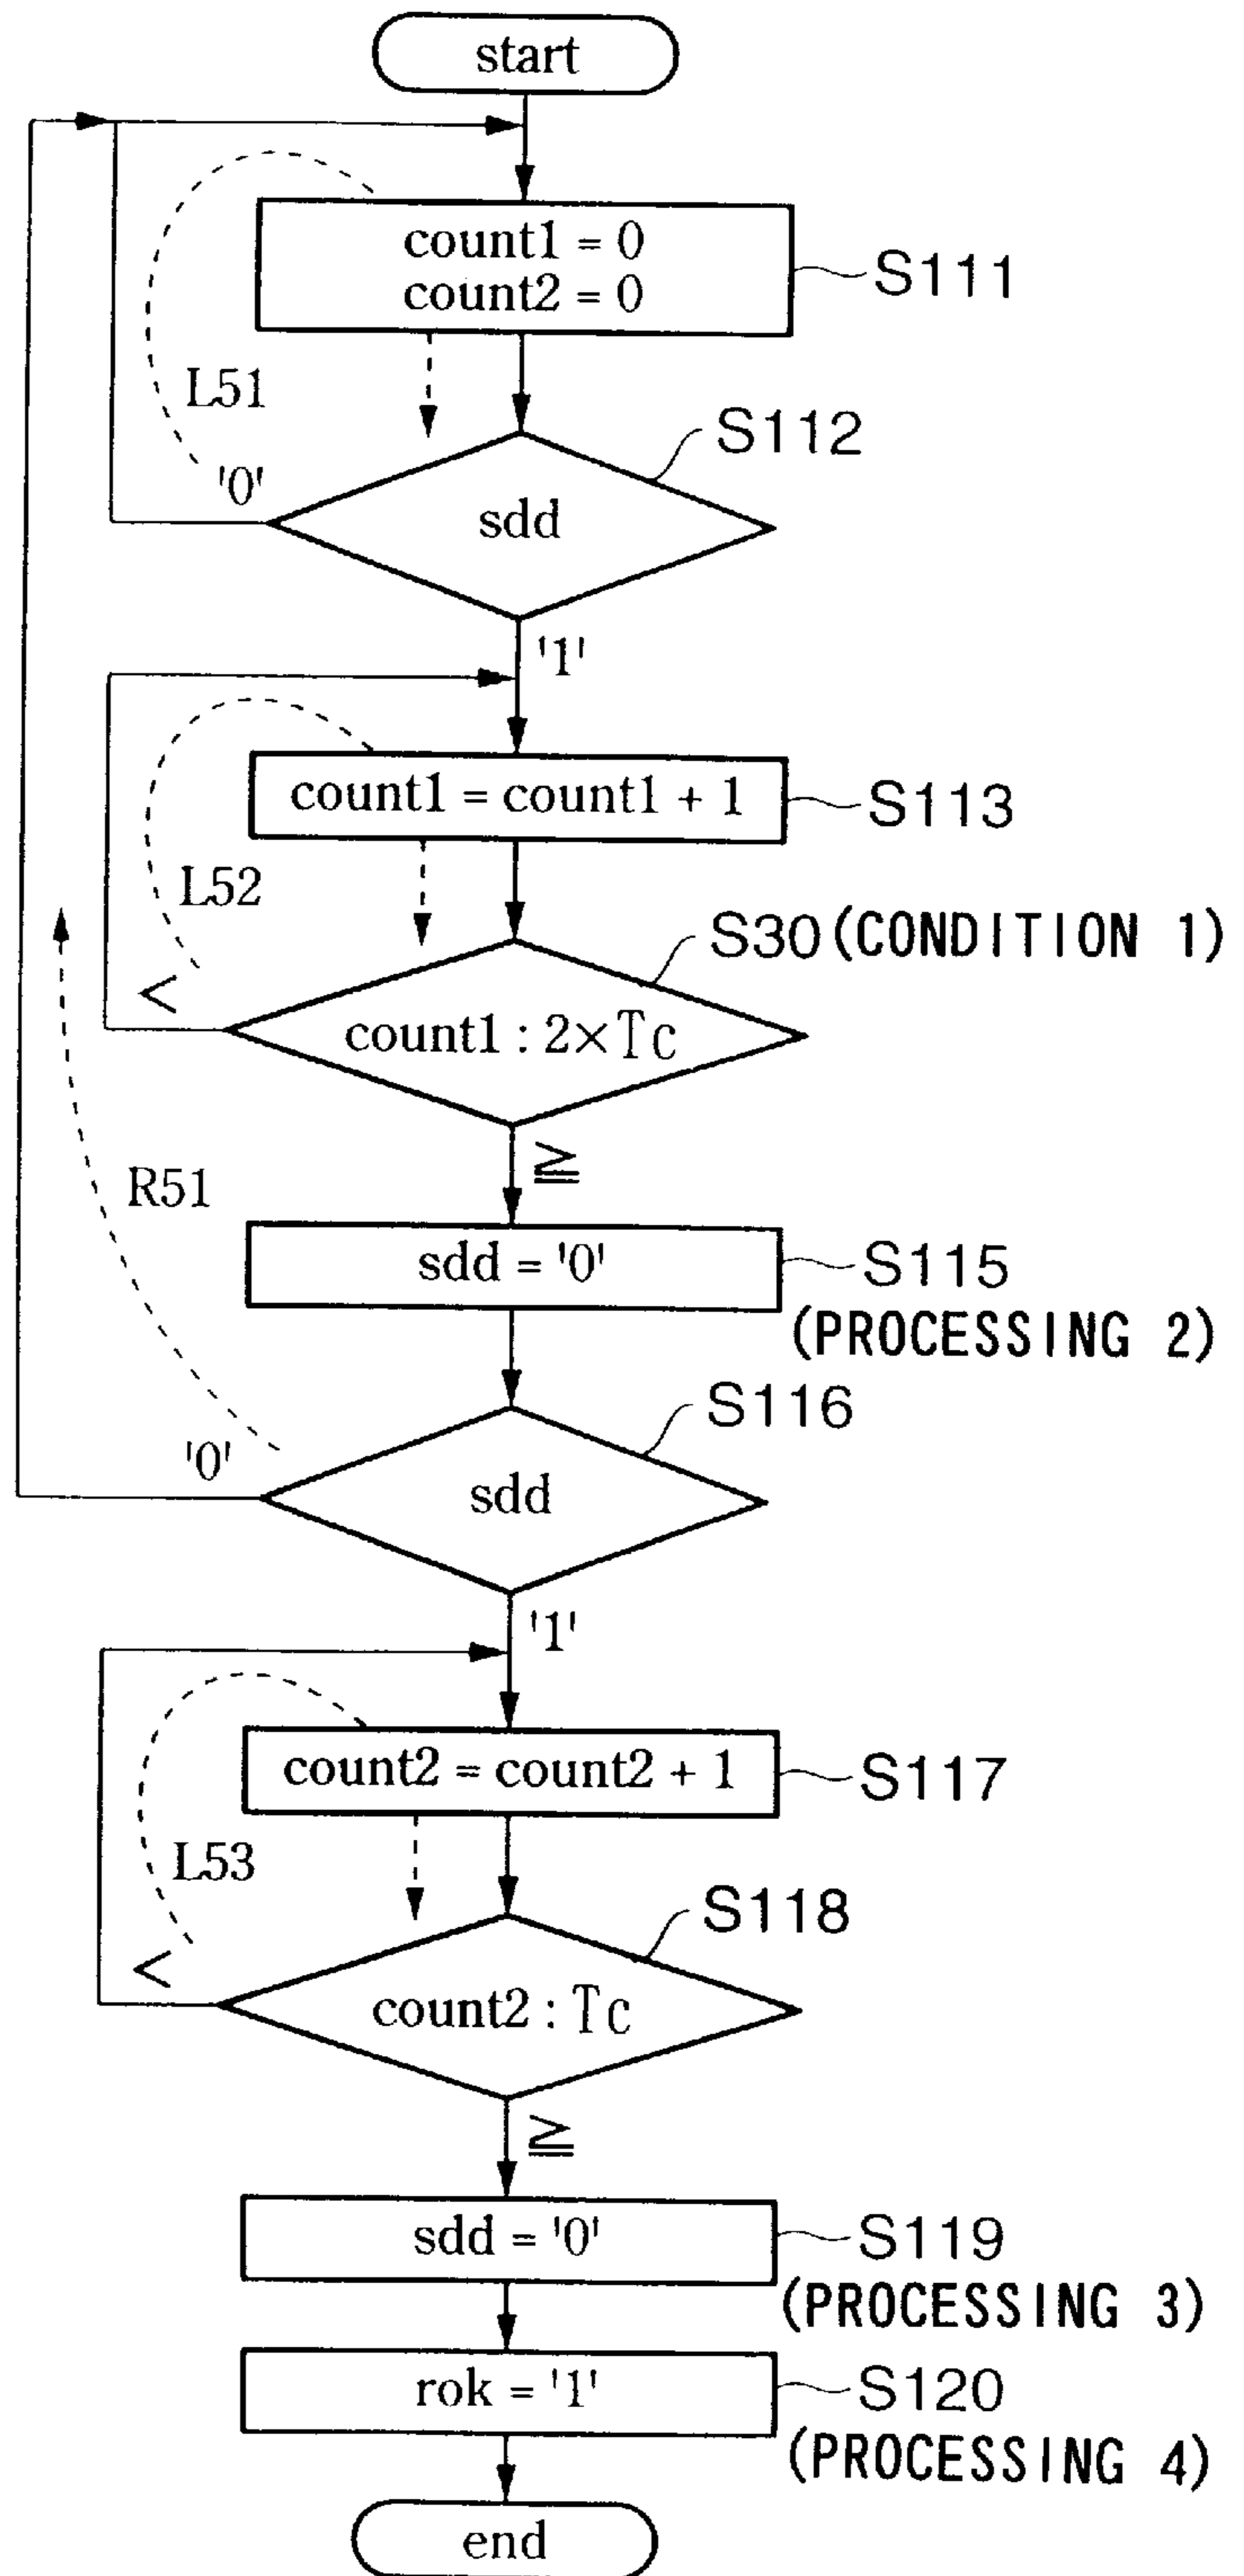 start
count1 = 0
count2 = 0
S111
L51
S112
'0'
sdd
'1'
count1 = count1 + 1
S113
L52
S30 (CONDITION 1)
<
count1 : 2×Tc
≧
R51
sdd = '0'
S115
(PROCESSING 2)
S116
'0'
sdd
'1'
count2 = count2 + 1
S117
L53
S118
<
count2 : Tc
≧
sdd = '0'
S119
(PROCESSING 3)
rok = '1'
S120
(PROCESSING 4)
end